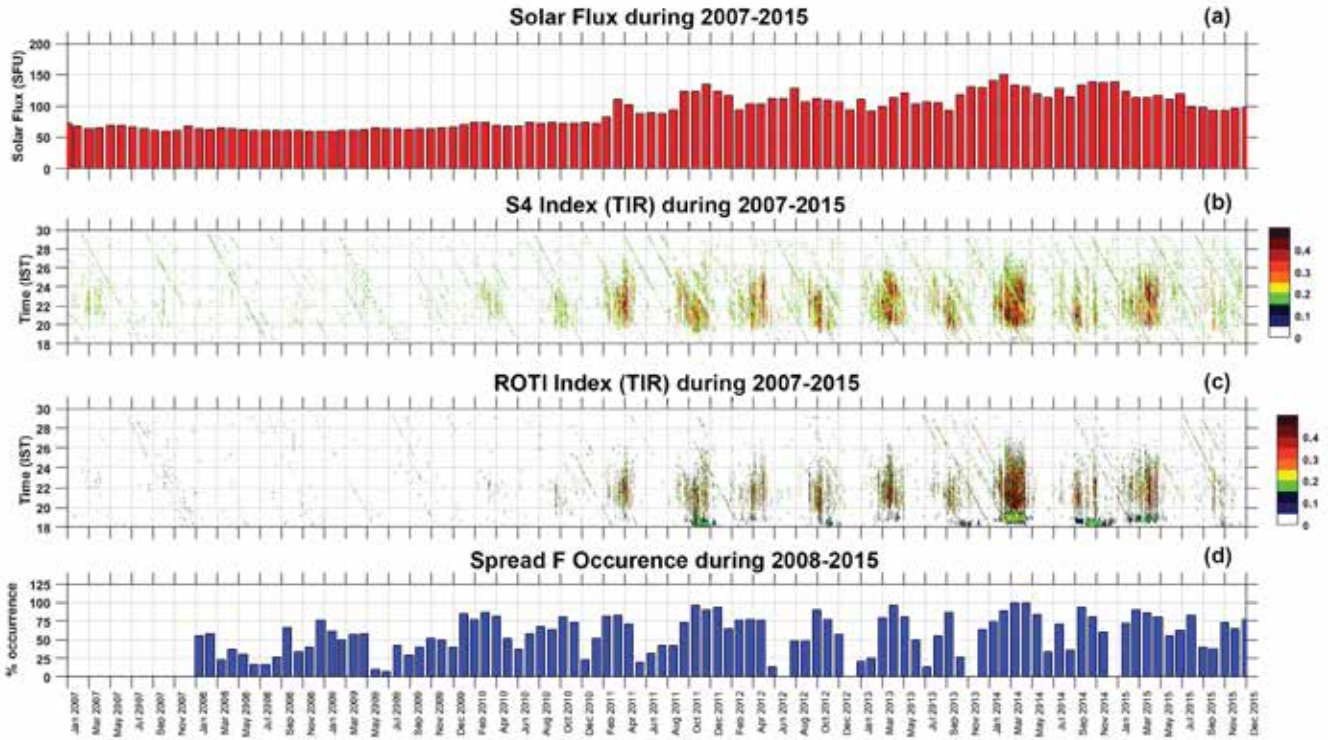 Solar Flux during 2007-2015
(a)
Solar Flux (SFU)
200
150
100
50
0
S4 Index (TIR) during 2007-2015
(b)
Time (IST)
30
28
26
24
22
20
18
0.4
0.3
0.2
0.1
0
ROTI Index (TIR) during 2007-2015
(c)
Time (IST)
30
28
26
24
22
20
18
0.4
0.3
0.2
0.1
0
Spread F Occurence during 2008-2015
(d)
% occurrence
125
100
75
50
25
0
Jan 2007
Mar 2007
May 2007
Jul 2007
Sep 2007
Nov 2007
Jan 2008
Mar 2008
May 2008
Jul 2008
Sep 2008
Nov 2008
Jan 2009
Mar 2009
May 2009
Jul 2009
Sep 2009
Nov 2009
Dec 2009
Feb 2010
Apr 2010
Jun 2010
Aug 2010
Oct 2010
Dec 2010
Feb 2011
Apr 2011
Jun 2011
Aug 2011
Oct 2011
Dec 2011
Feb 2012
Apr 2012
Jun 2012
Aug 2012
Oct 2012
Dec 2012
Jan 2013
Mar 2013
May 2013
Jul 2013
Sep 2013
Nov 2013
Jan 2014
Mar 2014
May 2014
Jul 2014
Sep 2014
Nov 2014
Jan 2015
Mar 2015
May 2015
Jul 2015
Sep 2015
Nov 2015
Dec 2015